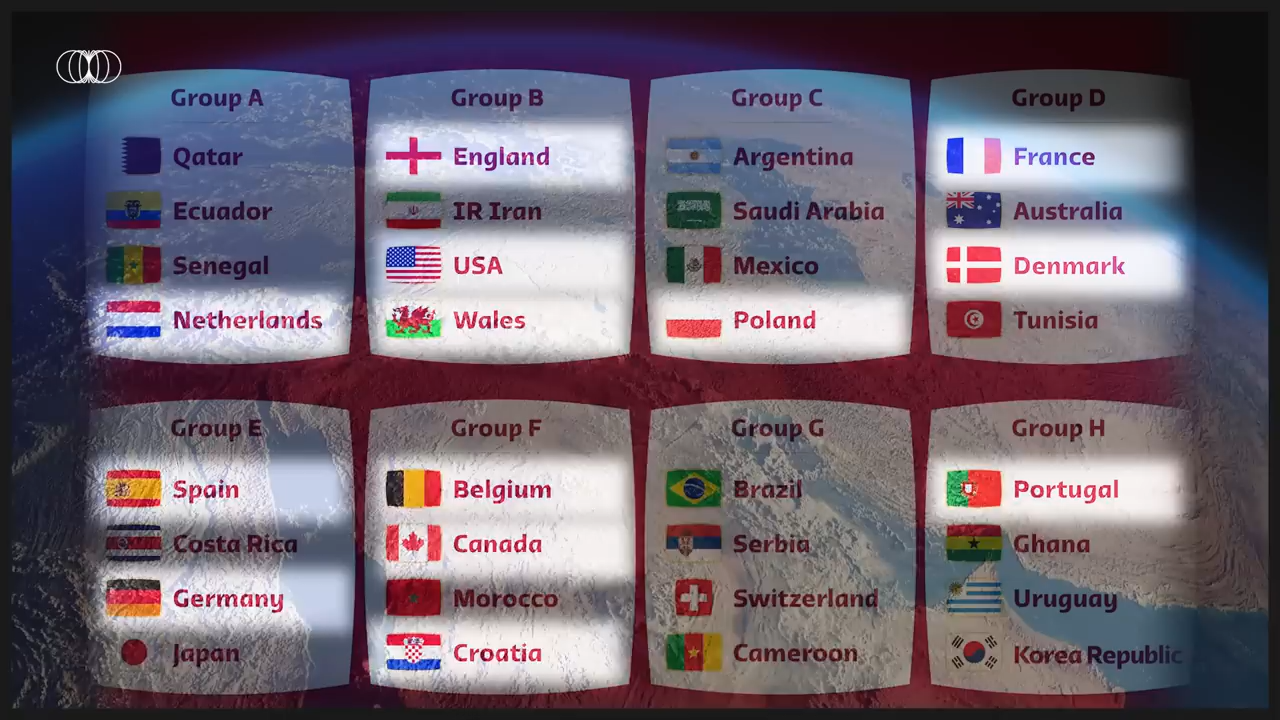 Group A
Qatar
Ecuador
Senegal
Netherlands
Group B
England
IR Iran
USA
Wales
Group C
Argentina
Saudi Arabia
Mexico
Poland
Group D
France
Australia
Denmark
Tunisia
Group E
Spain
Costa Rica
Germany
Japan
Group F
Belgium
Canada
Morocco
Croatia
Group G
Brazil
Serbia
Switzerland
Cameroon
Group H
Portugal
Ghana
Uruguay
Korea Republic